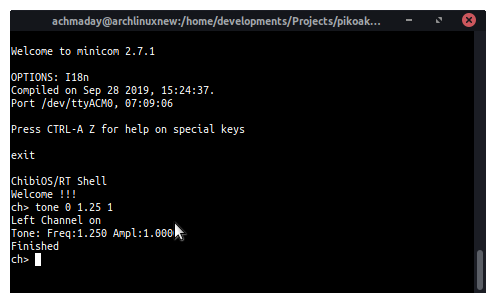 achmaday@archlinuxnew:/home/developments/Projects/pikoak...
Welcome to minicom 2.7.1
OPTIONS: I18n
Compiled on Sep 28 2019, 15:24:37.
Port /dev/ttyACM0, 07:09:06
Press CTRL-A Z for help on special keys
exit
ChibiOS/RT Shell
Welcome !!!
ch> tone 0 1.25 1
Left Channel on
Tone: Freq:1.250 Ampl:1.000
Finished
ch>